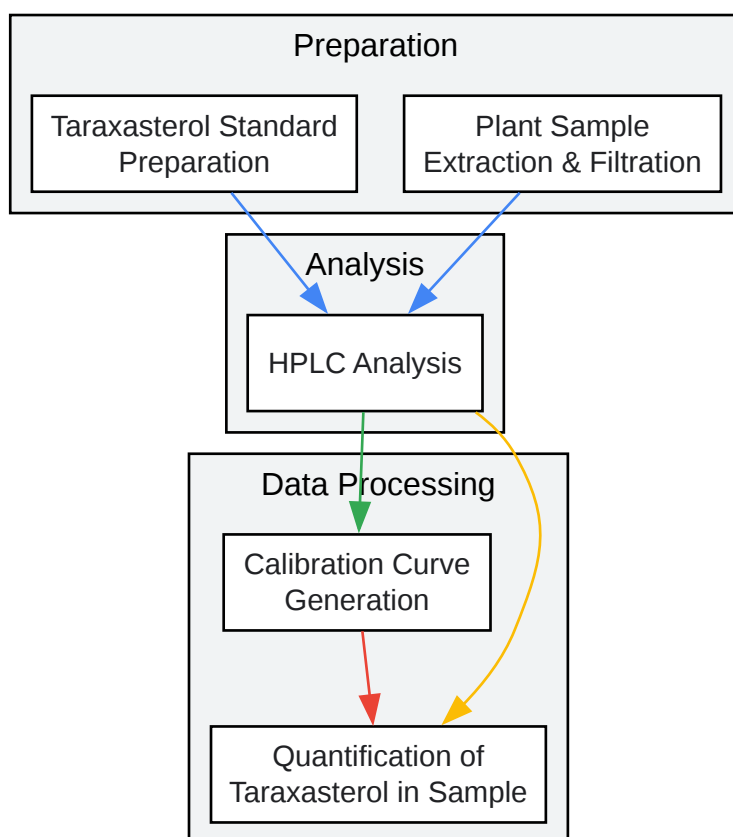 Preparation
Taraxasterol Standard
Preparation
Plant Sample
Extraction & Filtration
Analysis
HPLC Analysis
Data Processing
Calibration Curve
Generation
Quantification of
Taraxasterol in Sample